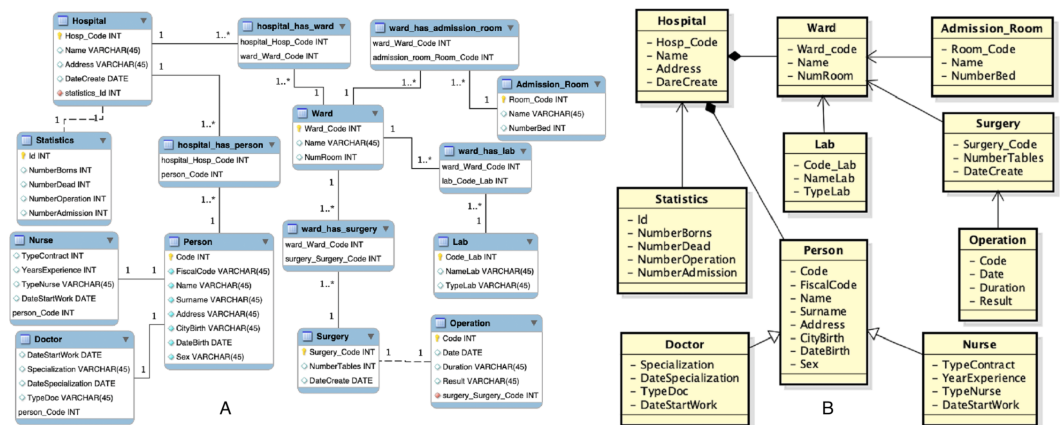 Hospital
Hosp_Code INT
Name VARCHAR(45)
Address VARCHAR(45)
DateCreate DATE
statistics_Id INT
1
1..*
1
1
hospital_has_ward
hospital_Hosp_Code INT
ward_Ward_Code INT
1..*
1
ward_has_admission_room
ward_Ward_Code INT
admission_room_Room_Code INT
1..*
1..*
1
1
Admission_Room
Room_Code INT
Name VARCHAR(45)
NumberBed INT
Statistics
Id INT
NumberBorns INT
NumberDead INT
NumberOperation INT
NumberAdmission INT
1
1..*
hospital_has_person
hospital_Hosp_Code INT
person_Code INT
1..*
1
Ward
Ward_Code INT
Name VARCHAR(45)
NumRoom INT
1
1..*
1
1..*
ward_has_lab
ward_Ward_Code INT
lab_Code_Lab INT
1..*
1
ward_has_surgery
ward_Ward_Code INT
surgery_Surgery_Code INT
1..*
1
Lab
Code_Lab INT
NameLab VARCHAR(45)
TypeLab VARCHAR(45)
Nurse
TypeContract INT
YearsExperience INT
TypeNurse VARCHAR(45)
DateStartWork DATE
person_Code INT
1
1
Person
Code INT
FiscalCode VARCHAR(45)
Name VARCHAR(45)
Surname VARCHAR(45)
Address VARCHAR(45)
CityBirth VARCHAR(45)
DateBirth DATE
Sex VARCHAR(45)
Doctor
DateStartWork DATE
Specialization VARCHAR(45)
DateSpecialization DATE
TypeDoc VARCHAR(45)
person_Code INT
1
1
Surgery
Surgery_Code INT
NumberTables INT
DateCreate DATE
1
1
Operation
Code INT
Date DATE
Duration VARCHAR(45)
Result VARCHAR(45)
surgery_Surgery_Code INT
A
Hospital
- Hosp_Code
- Name
- Address
- DareCreate
Ward
- Ward_code
- Name
- NumRoom
Admission_Room
- Room_Code
- Name
- NumberBed
Lab
- Code_Lab
- NameLab
- TypeLab
Surgery
- Surgery_Code
- NumberTables
- DateCreate
Statistics
- Id
- NumberBorns
- NumberDead
- NumberOperation
- NumberAdmission
Person
- Code
- FiscalCode
- Name
- Surname
- Address
- CityBirth
- DateBirth
- Sex
Operation
- Code
- Date
- Duration
- Result
Doctor
- Specialization
- DateSpecialization
- TypeDoc
- DateStartWork
Nurse
- TypeContract
- YearExperience
- TypeNurse
- DateStartWork
B